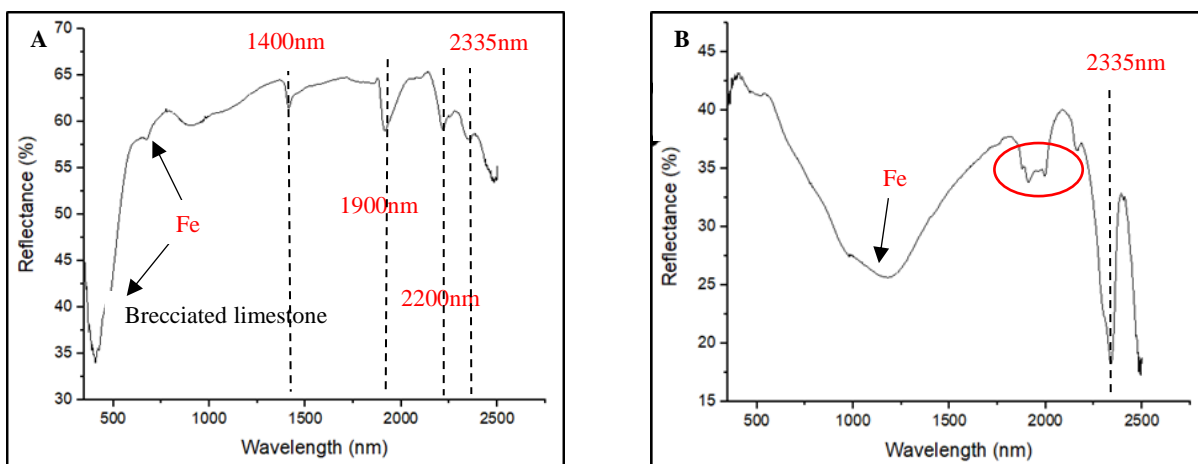 A
1400nm
2335nm
Fe
1900nm
2200nm
Brecciated limestone
Reflectance (%)
70
65
60
55
50
45
40
35
30
500
1000
1500
2000
2500
Wavelength (nm)
B
2335nm
Fe
Reflectance (%)
45
40
35
30
25
20
15
500
1000
1500
2000
2500
Wavelength (nm)